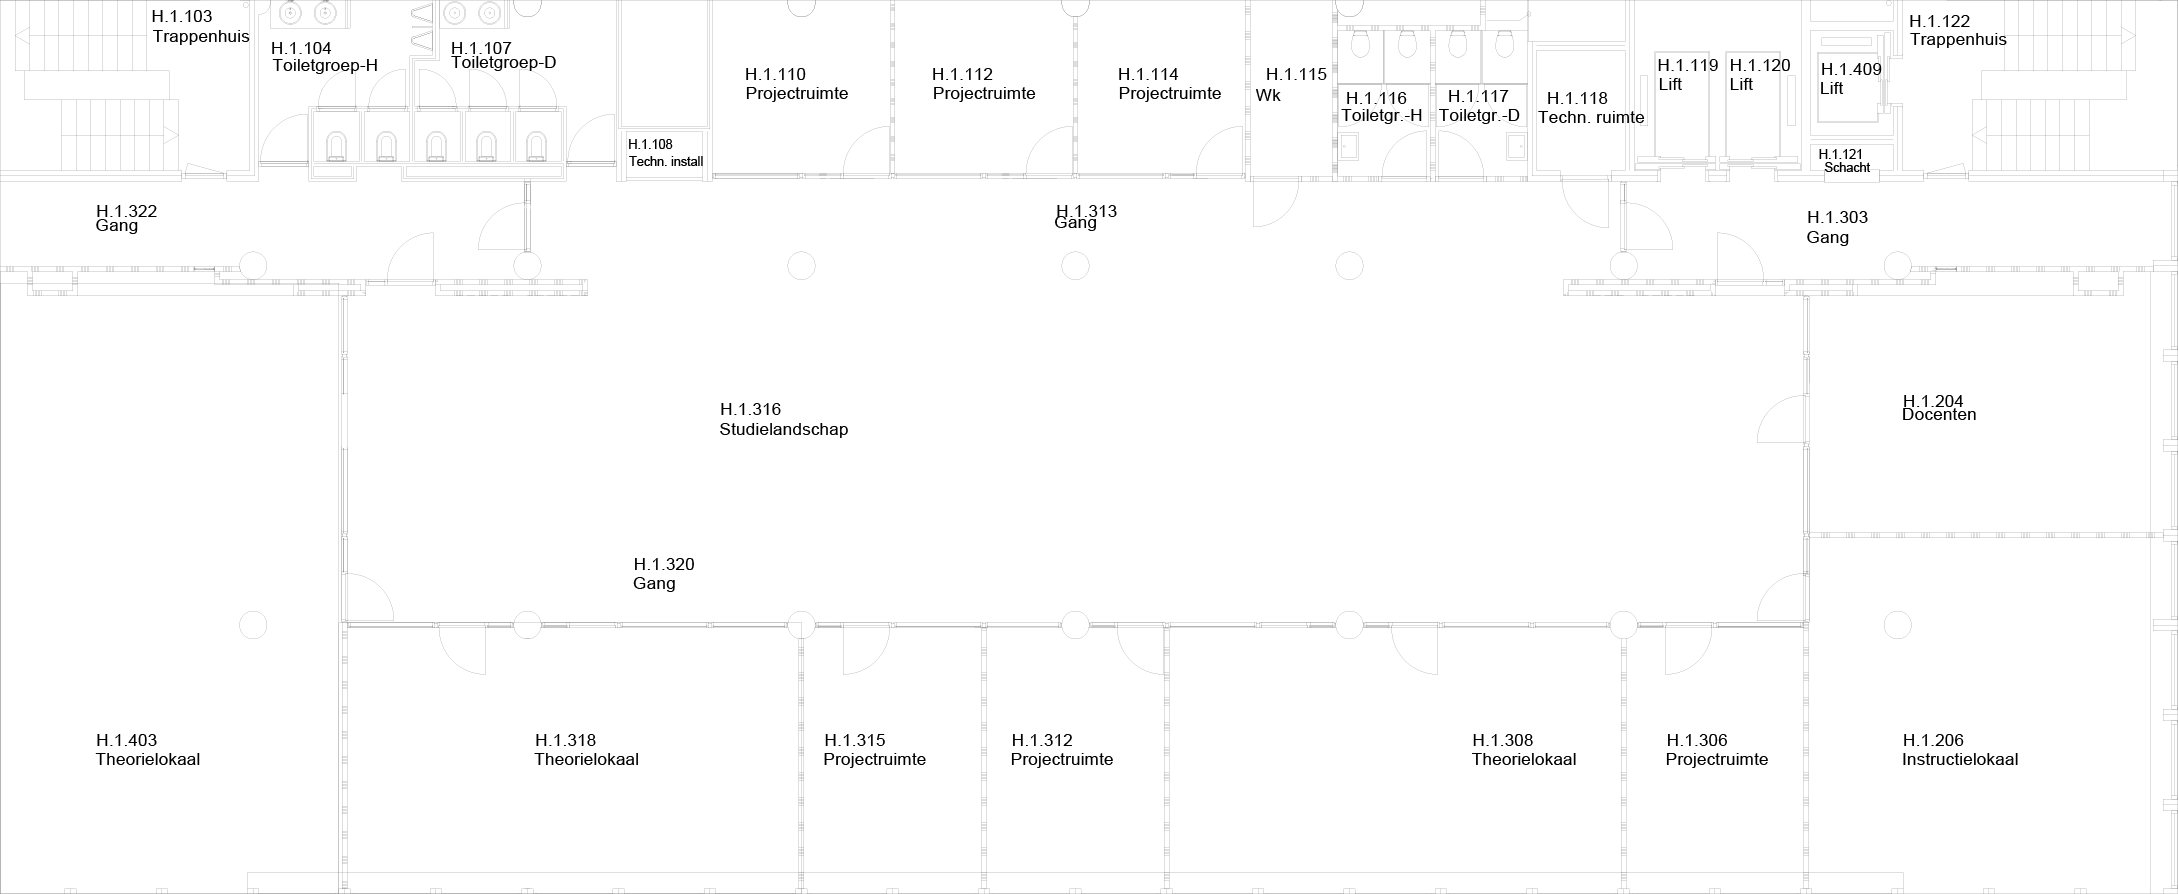 H.1.103
Trappenhuis
H.1.104
Toiletgroep-H
H.1.107
Toiletgroep-D
H.1.108
Techn. install
H.1.110
Projectruimte
H.1.112
Projectruimte
H.1.114
Projectruimte
H.1.115
Wk
H.1.116
Toiletgr.-H
H.1.117
Toiletgr.-D
H.1.118
Techn. ruimte
H.1.119
Lift
H.1.120
Lift
H.1.409
Lift
H.1.121
Schacht
H.1.122
Trappenhuis
H.1.322
Gang
H.1.313
Gang
H.1.303
Gang
H.1.316
Studielandschap
H.1.204
Docenten
H.1.320
Gang
H.1.403
Theorielokaal
H.1.318
Theorielokaal
H.1.315
Projectruimte
H.1.312
Projectruimte
H.1.308
Theorielokaal
H.1.306
Projectruimte
H.1.206
Instructielokaal